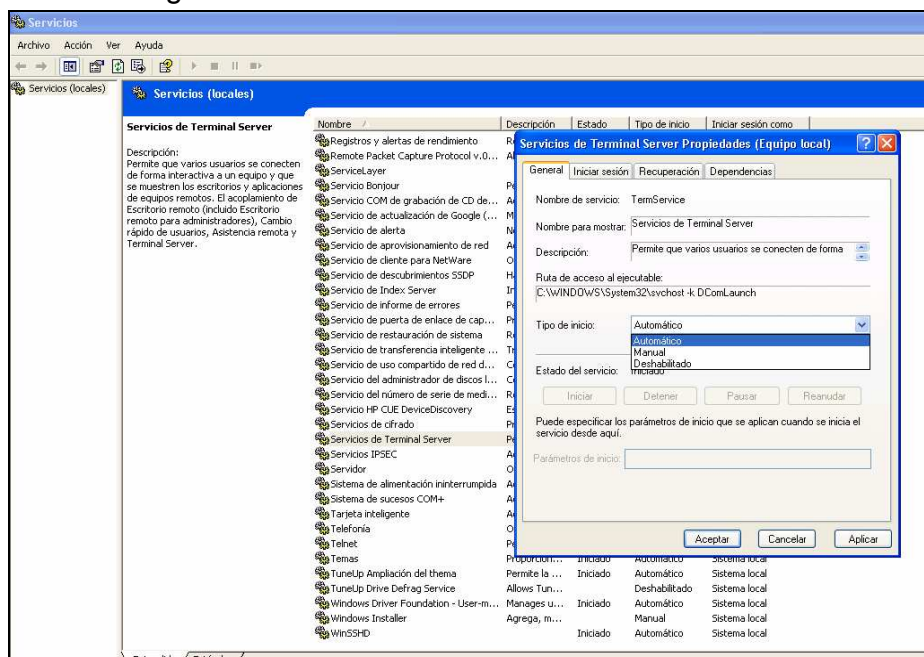 Servicios
Archivo Acción Ver Ayuda
Servicios (locales)
Servicios (locales)
Servicios de Terminal Server
Descripción:
Permite que varios usuarios se conecten
de forma interactiva a un equipo y que
se muestren los escritorios y aplicaciones
de equipos remotos. El acoplamiento de
Escritorio remoto (incluido Escritorio
remoto para administradores), Cambio
rápido de usuarios, Asistencia remota y
Terminal Server.
Nombre Descripción Estado Tipo de inicio Iniciar sesión como
Registros y alertas de rendimiento
Remote Packet Capture Protocol v.0...
ServiceLayer
Servicio Bonjour
Servicio COM de grabación de CD de...
Servicio de actualización de Google (...
Servicio de alerta
Servicio de aprovisionamiento de red
Servicio de cliente para NetWare
Servicio de descubrimientos SSDP
Servicio de Index Server
Servicio de informe de errores
Servicio de puerta de enlace de cap...
Servicio de restauración de sistema
Servicio de transferencia inteligente ...
Servicio de uso compartido de red d...
Servicio del administrador de discos l...
Servicio del número de serie de medi...
Servicio HP CUE DeviceDiscovery
Servicios de cifrado
Servicios de Terminal Server
Servicios IPSEC
Servidor
Sistema de alimentación ininterrumpida
Sistema de sucesos COM+
Tarjeta inteligente
Telefonía
Telnet
Temas Proporcion... Iniciado Automático Sistema local
TuneUp Ampliación del thema Permite la ... Iniciado Automático Sistema local
TuneUp Drive Defrag Service Allows Tun... Deshabilitado Sistema local
Windows Driver Foundation - User-m... Manages u... Iniciado Automático Sistema local
Windows Installer Agrega, m... Manual Sistema local
WinSSHD Iniciado Automático Sistema local
Servicios de Terminal Server Propiedades (Equipo local)
General Iniciar sesión Recuperación Dependencias
Nombre de servicio: TermService
Nombre para mostrar: Servicios de Terminal Server
Descripción: Permite que varios usuarios se conecten de forma
Ruta de acceso al ejecutable:
C:\WINDOWS\System32\svchost -k DComLaunch
Tipo de inicio: Automático
Automático
Manual
Deshabilitado
Estado del servicio: Iniciado
Iniciar Detener Pausar Reanudar
Puede especificar los parámetros de inicio que se aplican cuando se inicia el
servicio desde aquí.
Parámetros de inicio:
Aceptar Cancelar Aplicar